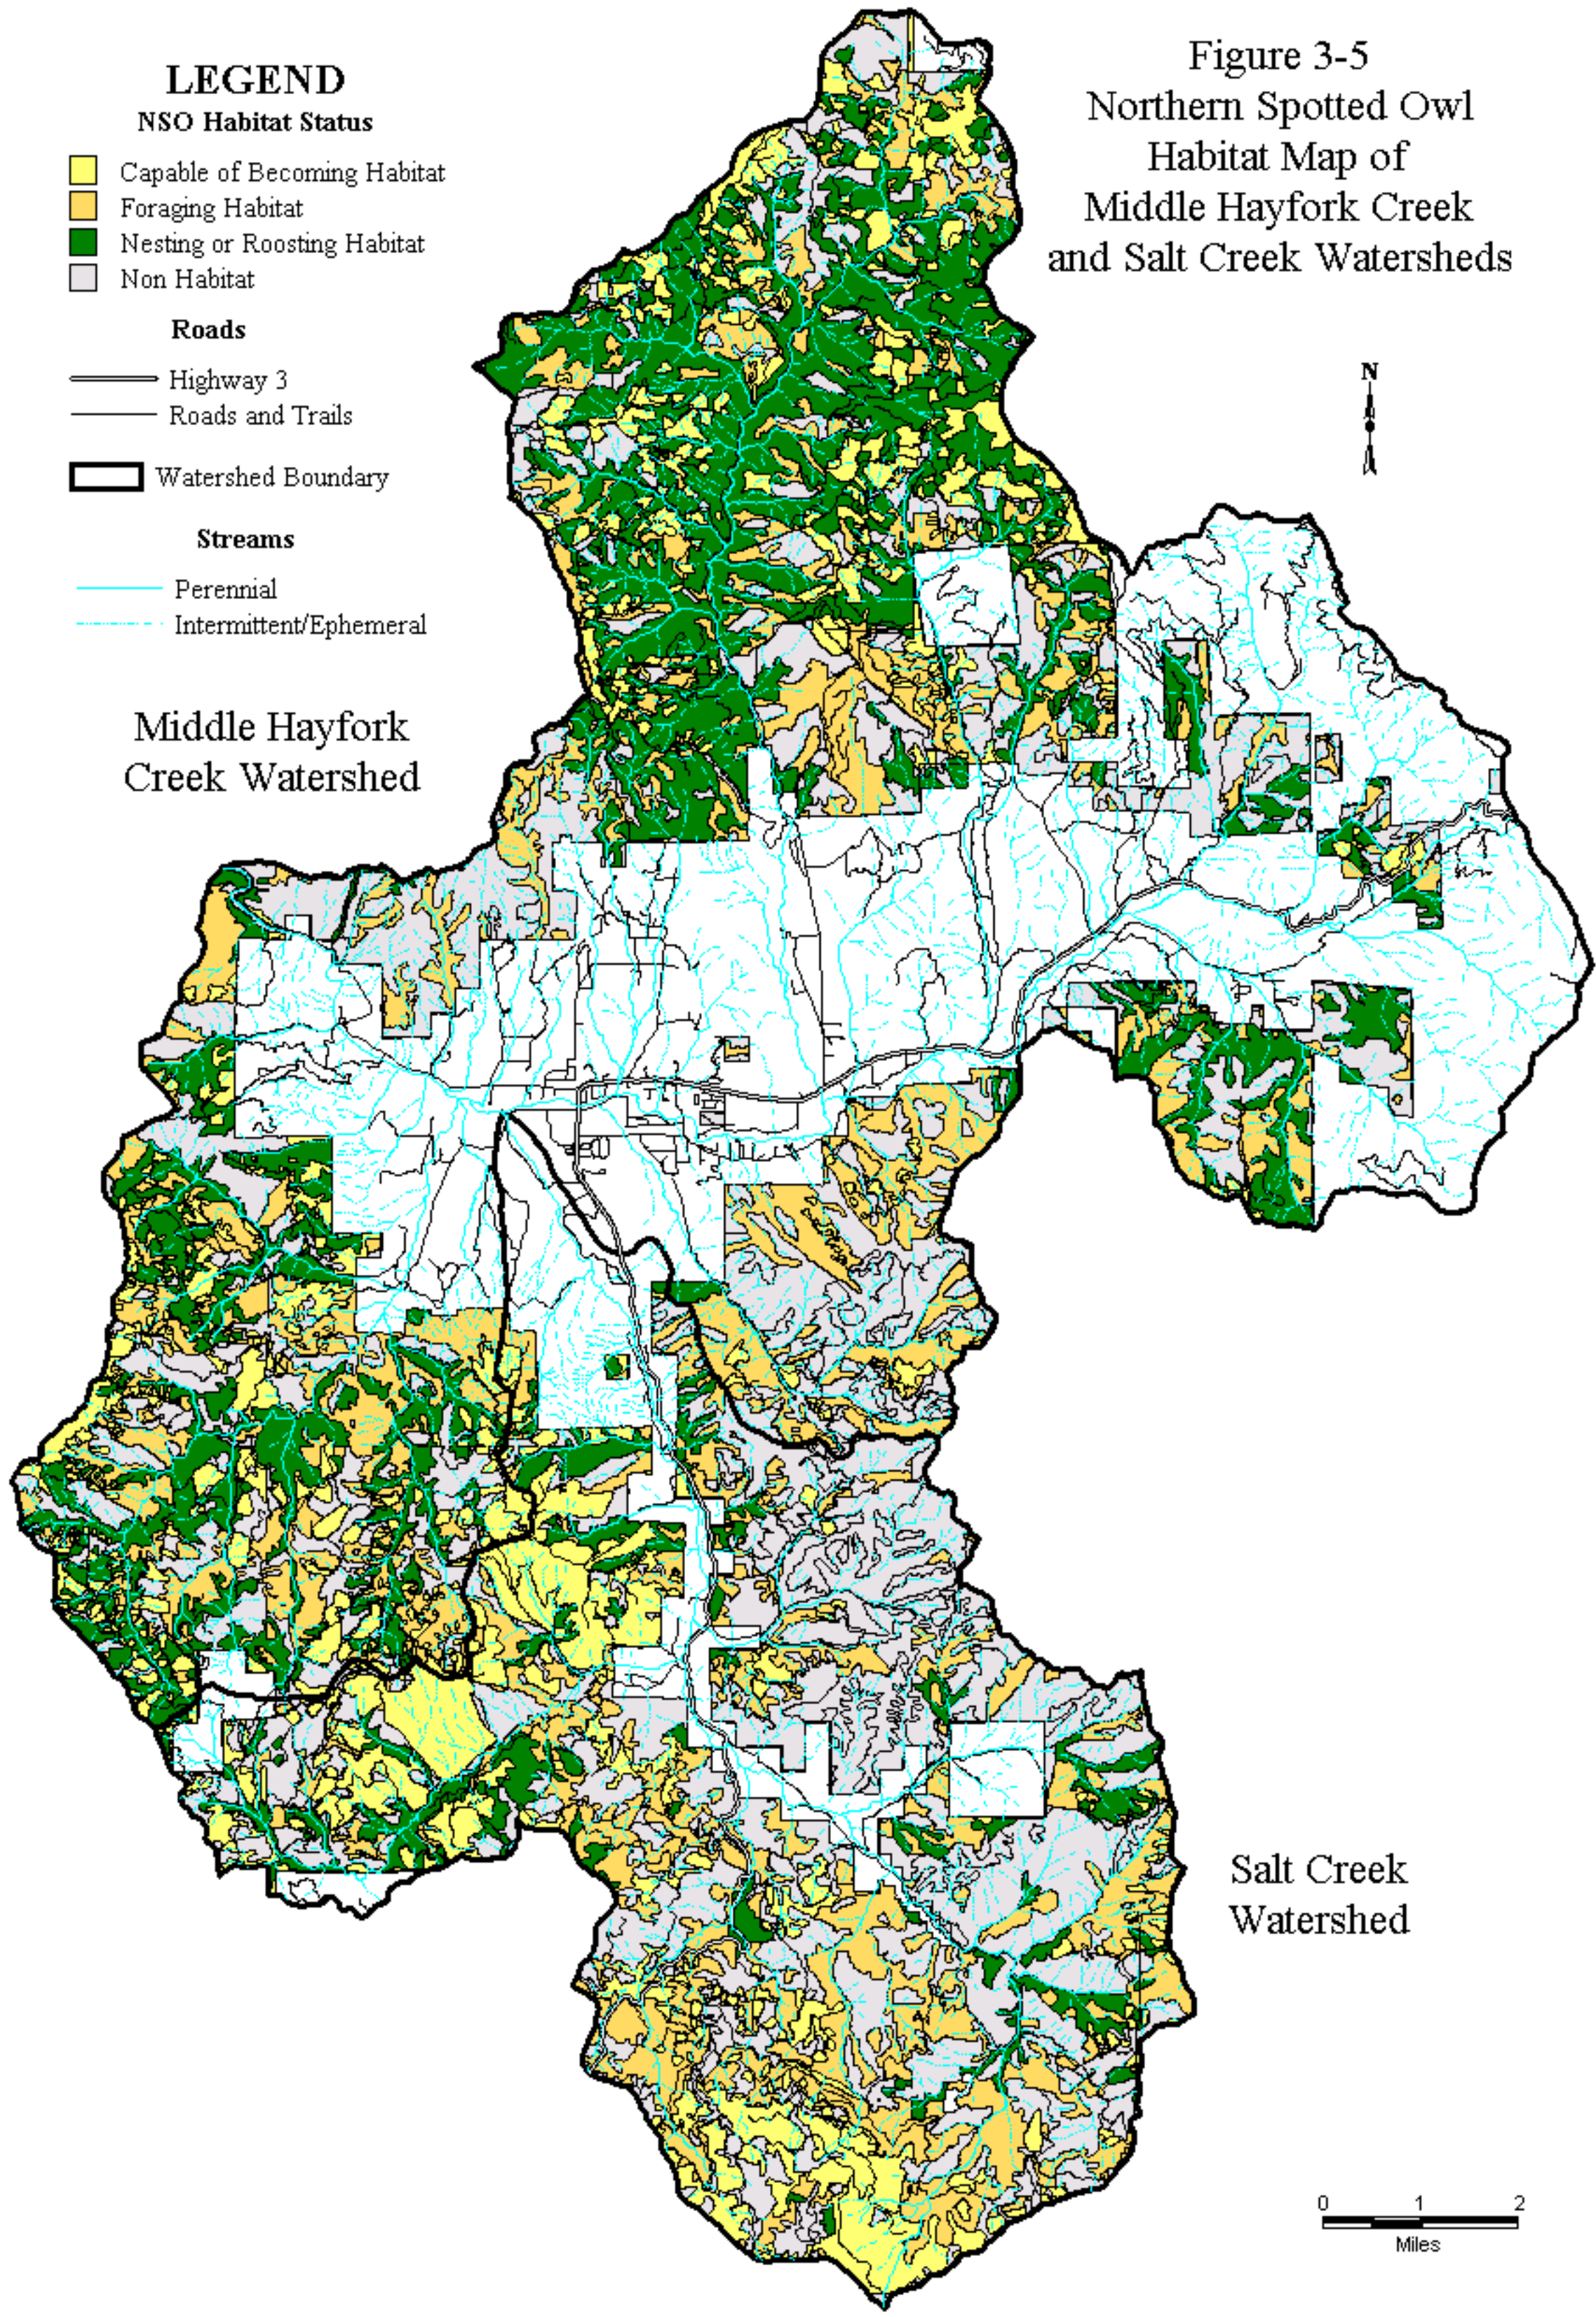 LEGEND
NSO Habitat Status
Capable of Becoming Habitat
Foraging Habitat
Nesting or Roosting Habitat
Non Habitat
Roads
Highway 3
Roads and Trails
Watershed Boundary
Streams
Perennial
Intermittent/Ephemeral
Figure 3-5
Northern Spotted Owl
Habitat Map of
Middle Hayfork Creek
and Salt Creek Watersheds
N
Middle Hayfork
Creek Watershed
Salt Creek
Watershed
0 1 2
Miles